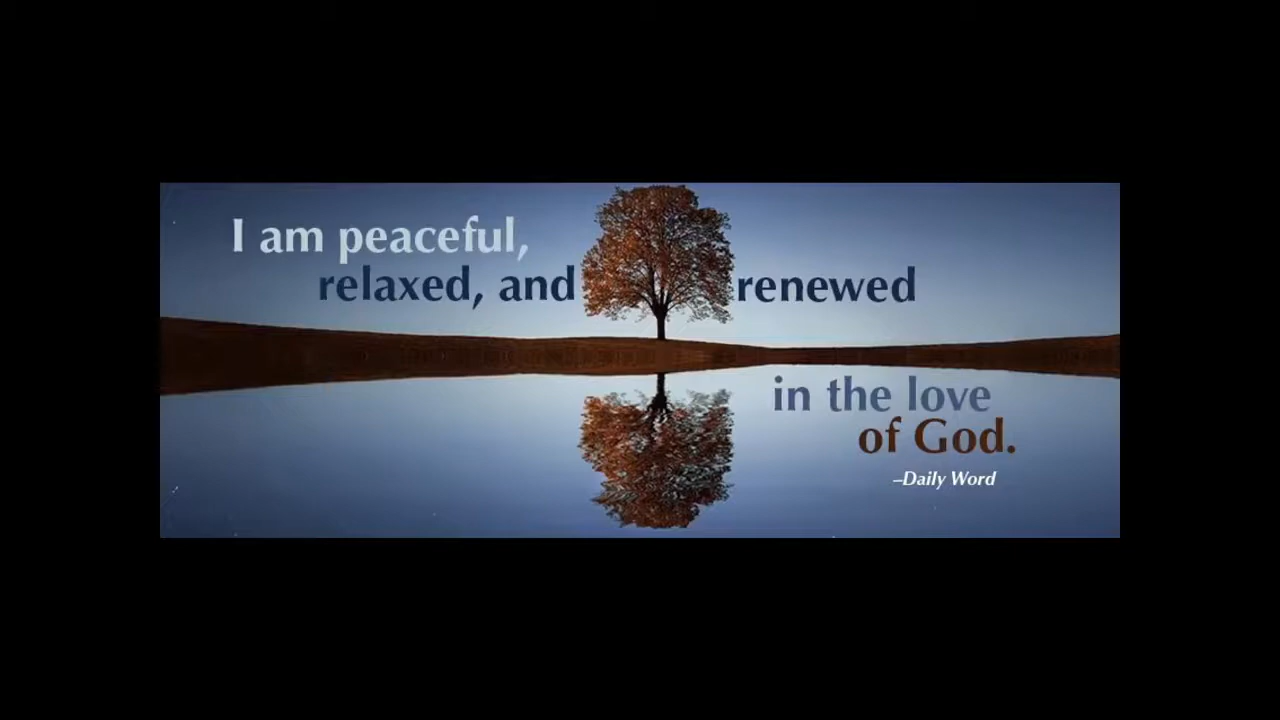 I am peaceful,
relaxed, and renewed
in the love
of God.
–Daily Word